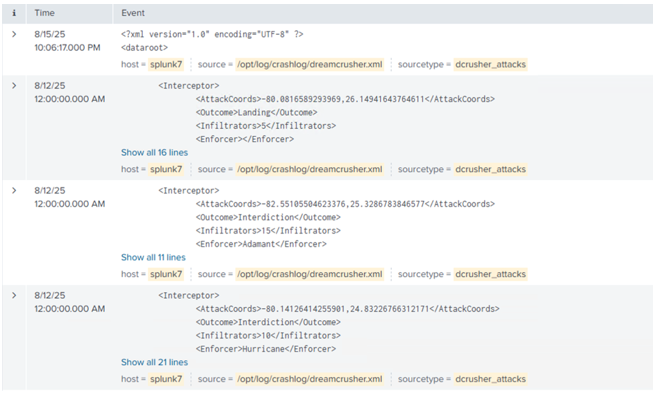 i Time Event
> 8/15/25 <?xml version="1.0" encoding="UTF-8" ?>
10:06:17.000 PM <dataroot>
host = splunk7 source = /opt/log/crashlog/dreamcrusher.xml sourcetype = dcrusher_attacks
> 8/12/25 <Interceptor>
12:00:00.000 AM <AttackCoords>-80.0816589293969,26.14941643764611</AttackCoords>
<Outcome>Landing</Outcome>
<Infiltrators>5</Infiltrators>
<Enforcer></Enforcer>
Show all 16 lines
host = splunk7 source = /opt/log/crashlog/dreamcrusher.xml sourcetype = dcrusher_attacks
> 8/12/25 <Interceptor>
12:00:00.000 AM <AttackCoords>-82.55105504623376,25.3286783846577</AttackCoords>
<Outcome>Interdiction</Outcome>
<Infiltrators>15</Infiltrators>
<Enforcer>Adamant</Enforcer>
Show all 11 lines
host = splunk7 source = /opt/log/crashlog/dreamcrusher.xml sourcetype = dcrusher_attacks
> 8/12/25 <Interceptor>
12:00:00.000 AM <AttackCoords>-80.14126414255901,24.83226766312171</AttackCoords>
<Outcome>Interdiction</Outcome>
<Infiltrators>10</Infiltrators>
<Enforcer>Hurricane</Enforcer>
Show all 21 lines
host = splunk7 source = /opt/log/crashlog/dreamcrusher.xml sourcetype = dcrusher_attacks